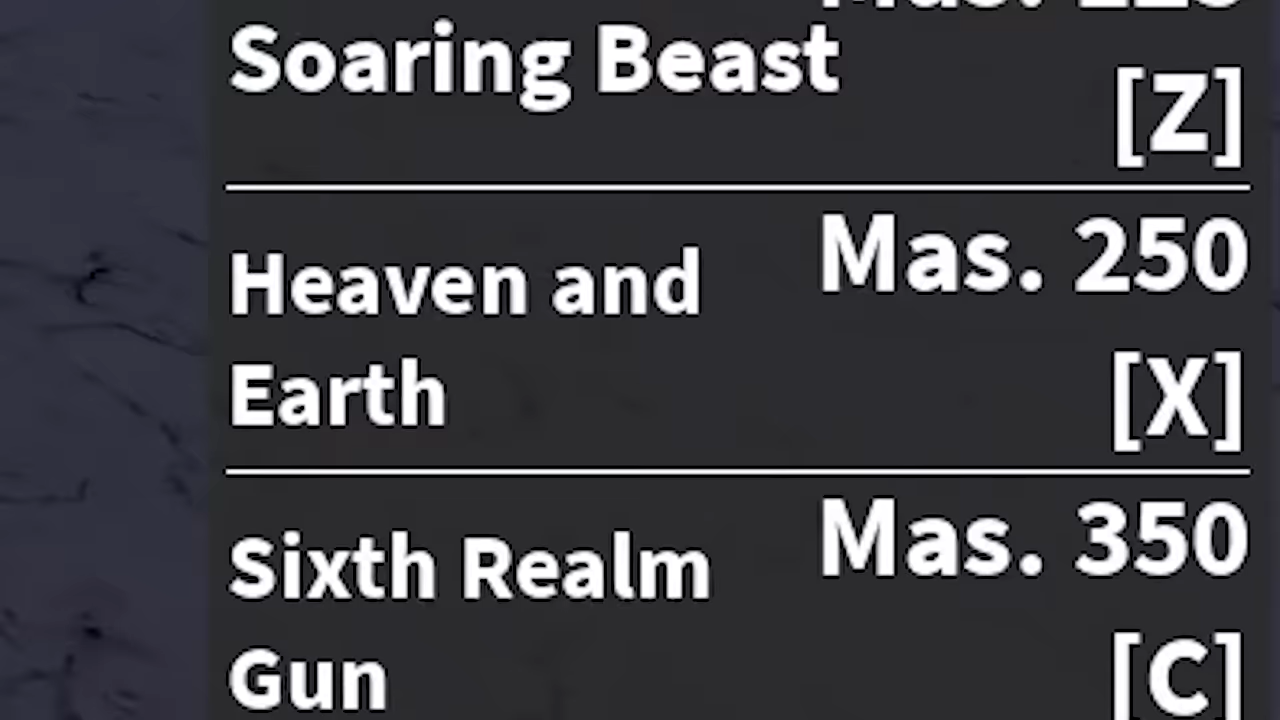 Soaring Beast
[Z]
Heaven and
Earth
Mas. 250
[X]
Sixth Realm
Gun
Mas. 350
[C]